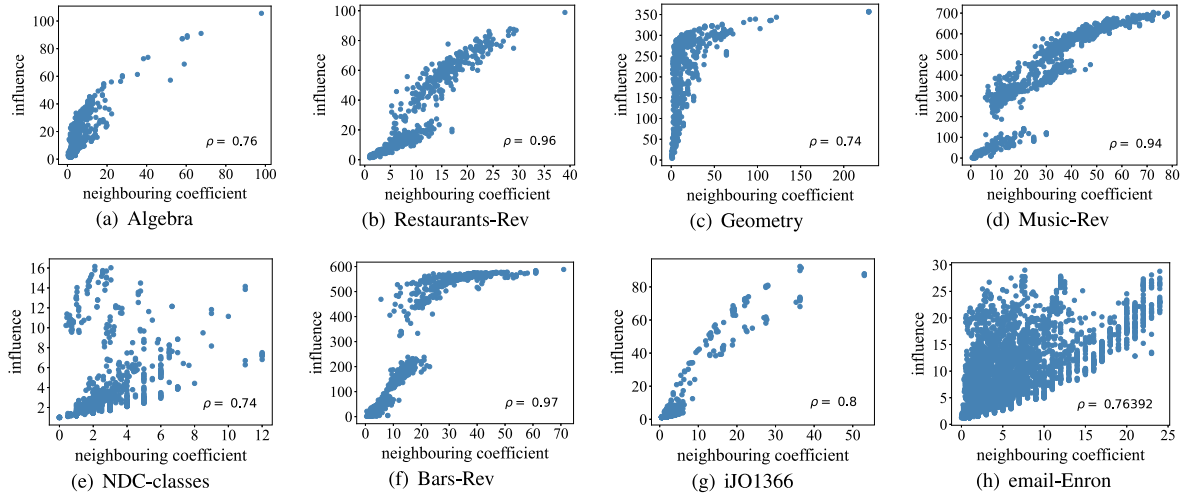 100
80
60
40
20
0
influence
ρ = 0.76
0 20 40 60 80 100
neighbouring coefficient
(a) Algebra
100
80
60
40
20
0
influence
ρ = 0.96
0 5 10 15 20 25 30 35 40
neighbouring coefficient
(b) Restaurants-Rev
350
300
250
200
150
100
50
0
influence
ρ = 0.74
0 50 100 150 200
neighbouring coefficient
(c) Geometry
700
600
500
400
300
200
100
0
influence
ρ = 0.94
0 10 20 30 40 50 60 70 80
neighbouring coefficient
(d) Music-Rev
16
14
12
10
8
6
4
2
influence
ρ = 0.74
0 2 4 6 8 10 12
neighbouring coefficient
(e) NDC-classes
600
500
400
300
200
100
0
influence
ρ = 0.97
0 10 20 30 40 50 60 70
neighbouring coefficient
(f) Bars-Rev
80
60
40
20
0
influence
ρ = 0.8
0 10 20 30 40 50
neighbouring coefficient
(g) iJO1366
30
25
20
15
10
5
0
influence
ρ = 0.76392
0 5 10 15 20 25
neighbouring coefficient
(h) email-Enron